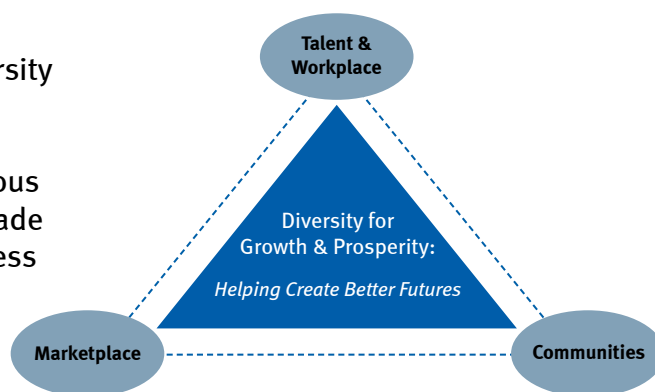 Talent &
Workplace
Diversity for
Growth & Prosperity:
Helping Create Better Futures
Marketplace
Communities